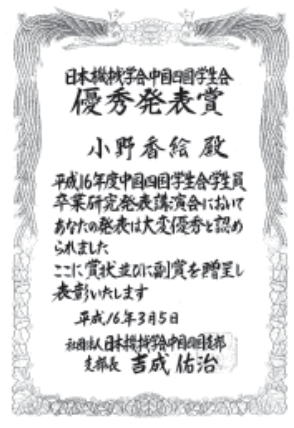 日本機械学会中国四国学生会
優秀発表賞
小野香絵 殿
平成16年度中国四国学生会学生員
卒業研究発表講演会において
あなたの発表は大変優秀と認め
られました
ここに賞状並びに副賞を贈呈し
表彰いたします
平成16年3月5日
社団法人日本機械学会中国四国支部
支部長 吉成佑治